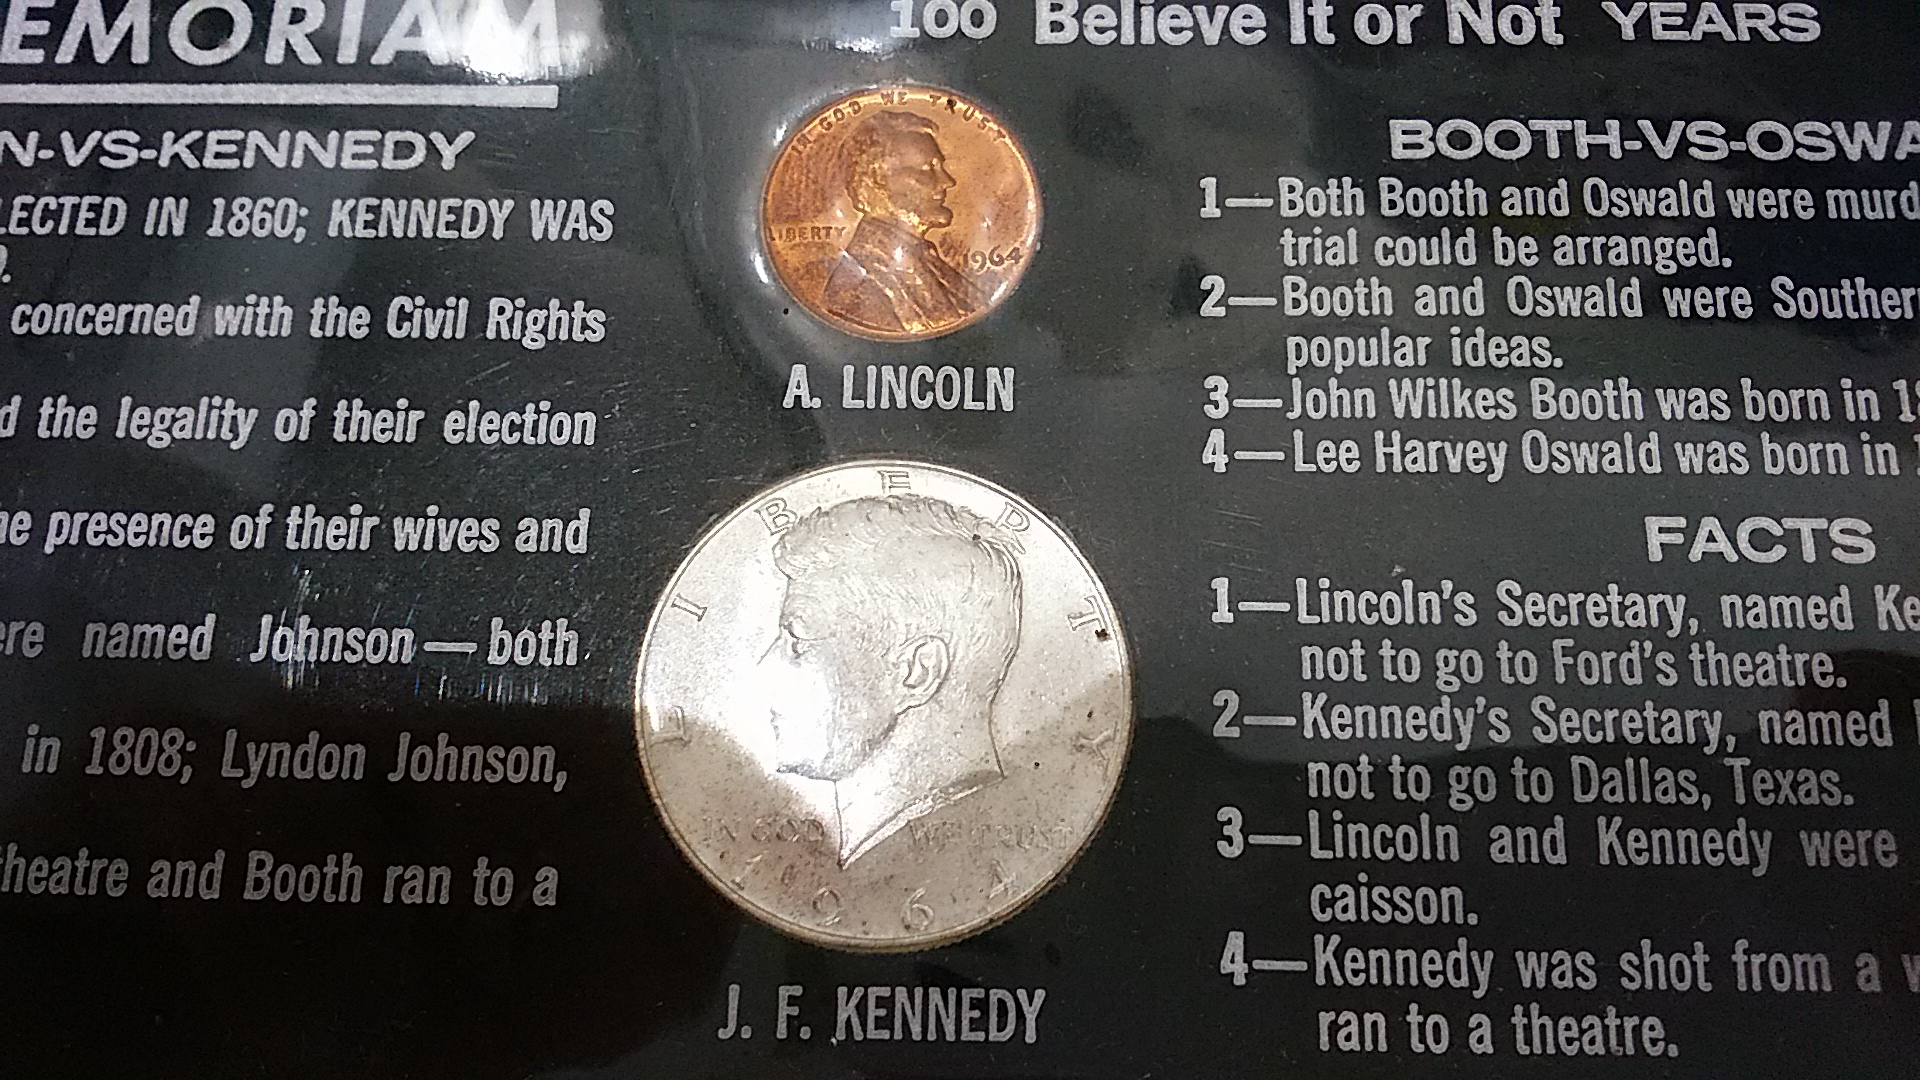 EMORIAM
N-VS-KENNEDY
LECTED IN 1860; KENNEDY WAS
concerned with the Civil Rights
d the legality of their election
he presence of their wives and
ere named Johnson — both
in 1808; Lyndon Johnson,
theatre and Booth ran to a
100 Believe It or Not YEARS
IN GOD WE TRUST
LIBERTY
1964
A. LINCOLN
LIBERTY
IN GOD WE TRUST
1964
J. F. KENNEDY
BOOTH-VS-OSWA
1—Both Booth and Oswald were murd
trial could be arranged.
2—Booth and Oswald were Souther
popular ideas.
3—John Wilkes Booth was born in 18
4—Lee Harvey Oswald was born in
FACTS
1—Lincoln's Secretary, named Ke
not to go to Ford's theatre.
2—Kennedy's Secretary, named
not to go to Dallas, Texas.
3—Lincoln and Kennedy were
caisson.
4—Kennedy was shot from a w
ran to a theatre.